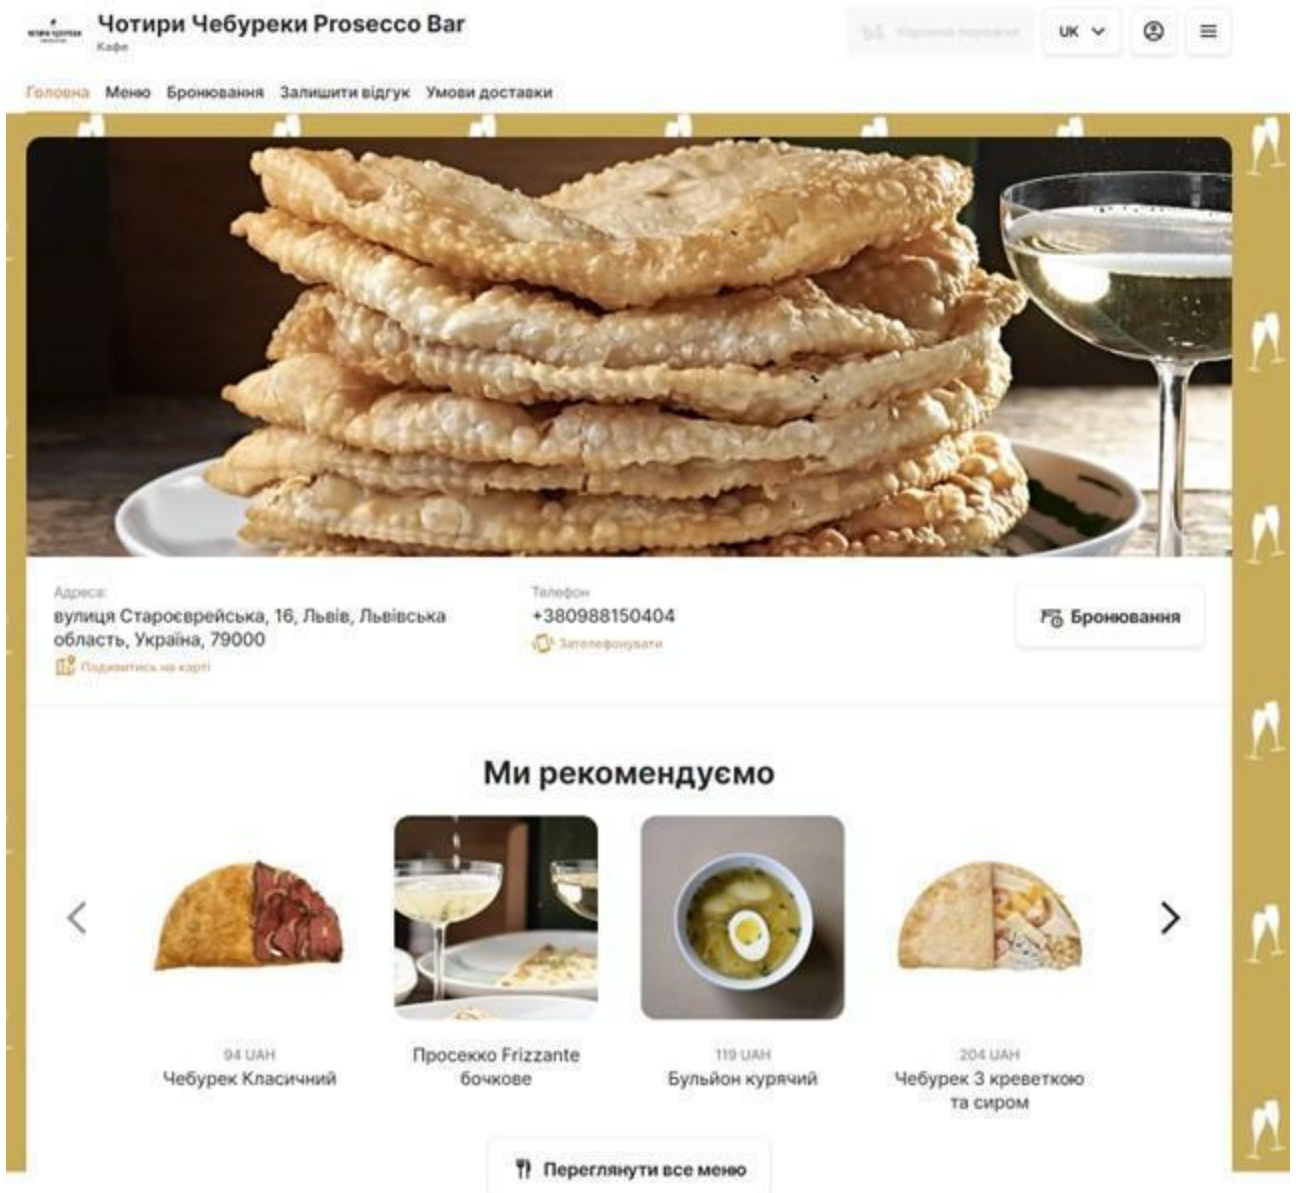 Чотири Чебуреки Prosecco Bar
Кафе
Корзина порожня
UK
Головна Меню Бронювання Залишити відгук Умови доставки
Адреса:
вулиця Староєврейська, 16, Львів, Львівська
область, Україна, 79000
Подивитись на карті
Телефон
+380988150404
Зателефонувати
Бронювання
Ми рекомендуємо
94 UAH
Чебурек Класичний
Просекко Frizzante
бочкове
119 UAH
Бульйон курячий
204 UAH
Чебурек З креветкою
та сиром
Переглянути все меню